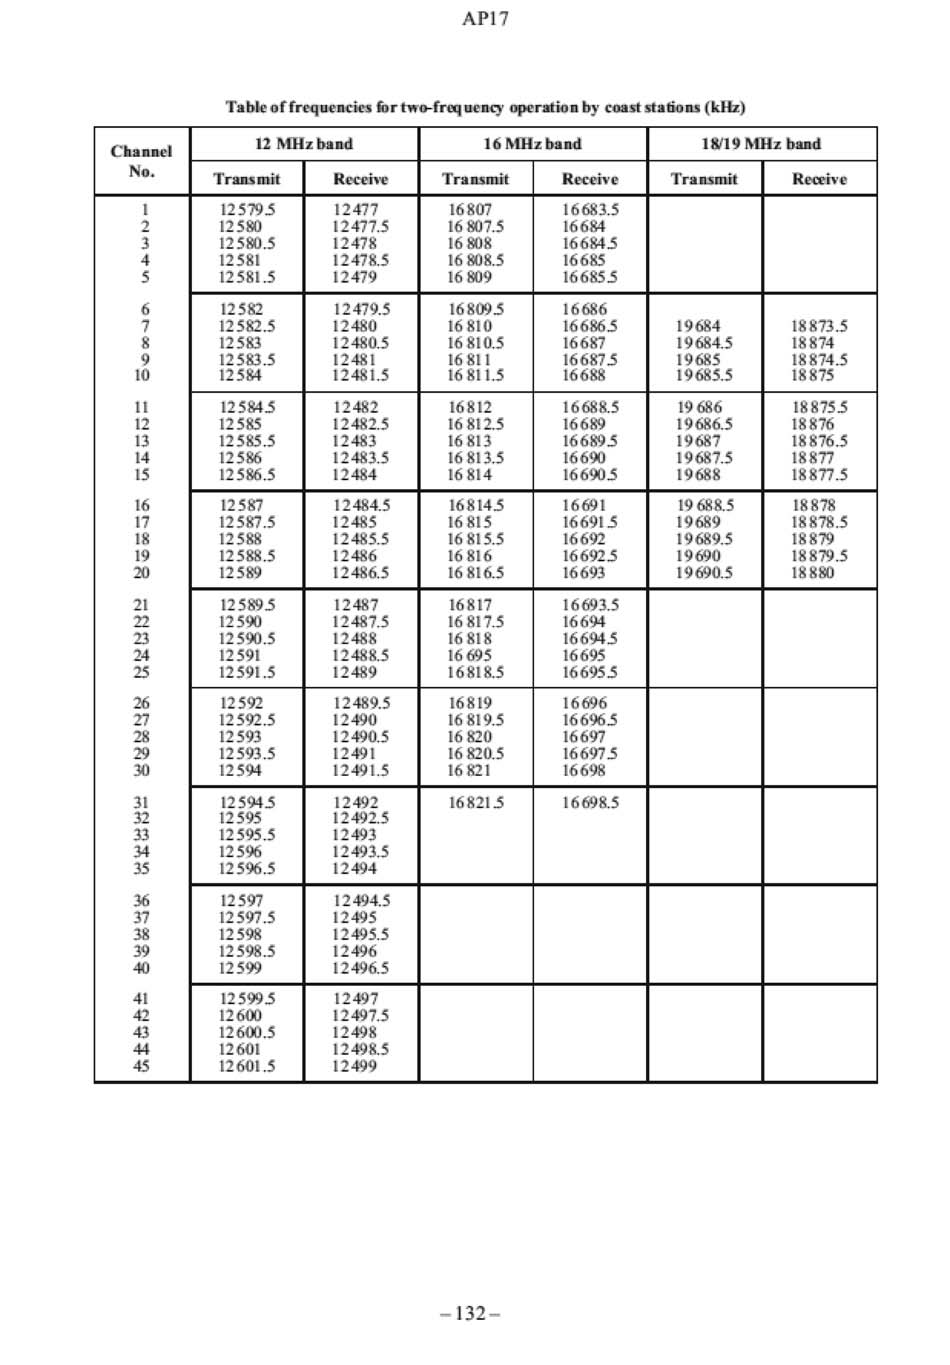 AP17
Table of frequencies for two-frequency operation by coast stations (kHz)
Channel No. 12 MHz band 16 MHz band 18/19 MHz band
Transmit Receive Transmit Receive Transmit Receive
1 12 579.5 12 477 16 807 16 683.5
2 12 580 12 477.5 16 807.5 16 684
3 12 580.5 12 478 16 808 16 684.5
4 12 581 12 478.5 16 808.5 16 685
5 12 581.5 12 479 16 809 16 685.5
6 12 582 12 479.5 16 809.5 16 686
7 12 582.5 12 480 16 810 16 686.5 19 684 18 873.5
8 12 583 12 480.5 16 810.5 16 687 19 684.5 18 874
9 12 583.5 12 481 16 811 16 687.5 19 685 18 874.5
10 12 584 12 481.5 16 811.5 16 688 19 685.5 18 875
11 12 584.5 12 482 16 812 16 688.5 19 686 18 875.5
12 12 585 12 482.5 16 812.5 16 689 19 686.5 18 876
13 12 585.5 12 483 16 813 16 689.5 19 687 18 876.5
14 12 586 12 483.5 16 813.5 16 690 19 687.5 18 877
15 12 586.5 12 484 16 814 16 690.5 19 688 18 877.5
16 12 587 12 484.5 16 814.5 16 691 19 688.5 18 878
17 12 587.5 12 485 16 815 16 691.5 19 689 18 878.5
18 12 588 12 485.5 16 815.5 16 692 19 689.5 18 879
19 12 588.5 12 486 16 816 16 692.5 19 690 18 879.5
20 12 589 12 486.5 16 816.5 16 693 19 690.5 18 880
21 12 589.5 12 487 16 817 16 693.5
22 12 590 12 487.5 16 817.5 16 694
23 12 590.5 12 488 16 818 16 694.5
24 12 591 12 488.5 16 695 16 695
25 12 591.5 12 489 16 818.5 16 695.5
26 12 592 12 489.5 16 819 16 696
27 12 592.5 12 490 16 819.5 16 696.5
28 12 593 12 490.5 16 820 16 697
29 12 593.5 12 491 16 820.5 16 697.5
30 12 594 12 491.5 16 821 16 698
31 12 594.5 12 492 16 821.5 16 698.5
32 12 595 12 492.5
33 12 595.5 12 493
34 12 596 12 493.5
35 12 596.5 12 494
36 12 597 12 494.5
37 12 597.5 12 495
38 12 598 12 495.5
39 12 598.5 12 496
40 12 599 12 496.5
41 12 599.5 12 497
42 12 600 12 497.5
43 12 600.5 12 498
44 12 601 12 498.5
45 12 601.5 12 499
– 132 –